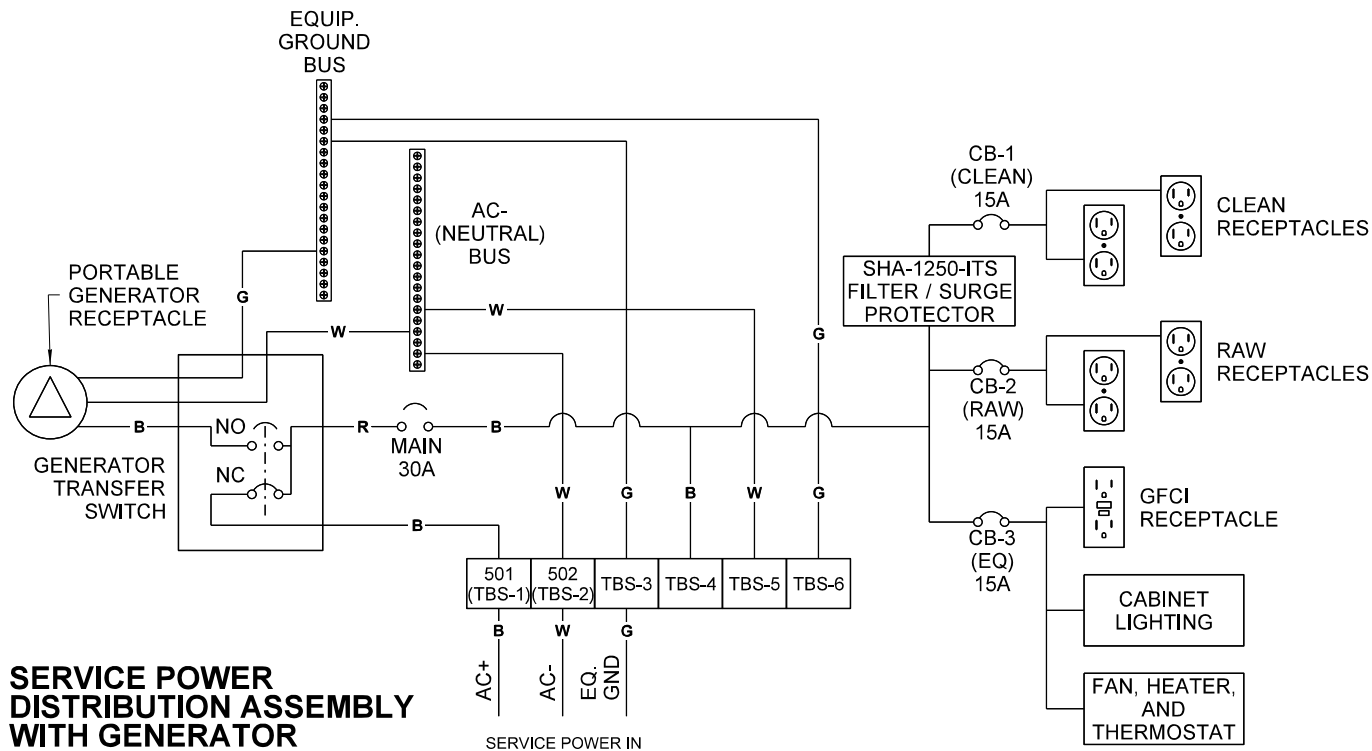 EQUIP.
GROUND
BUS
AC-
(NEUTRAL)
BUS
PORTABLE
GENERATOR
RECEPTACLE
G
W
W
G
B
NO
NC
R
MAIN
30A
B
GENERATOR
TRANSFER
SWITCH
B
W
G
B
W
G
501
(TBS-1)
502
(TBS-2)
TBS-3
TBS-4
TBS-5
TBS-6
B
W
G
AC+
AC-
EQ.
GND
SERVICE POWER IN
CB-1
(CLEAN)
15A
CLEAN
RECEPTACLES
SHA-1250-ITS
FILTER / SURGE
PROTECTOR
CB-2
(RAW)
15A
RAW
RECEPTACLES
CB-3
(EQ)
15A
GFCI
RECEPTACLE
CABINET
LIGHTING
FAN, HEATER,
AND
THERMOSTAT
SERVICE POWER
DISTRIBUTION ASSEMBLY
WITH GENERATOR